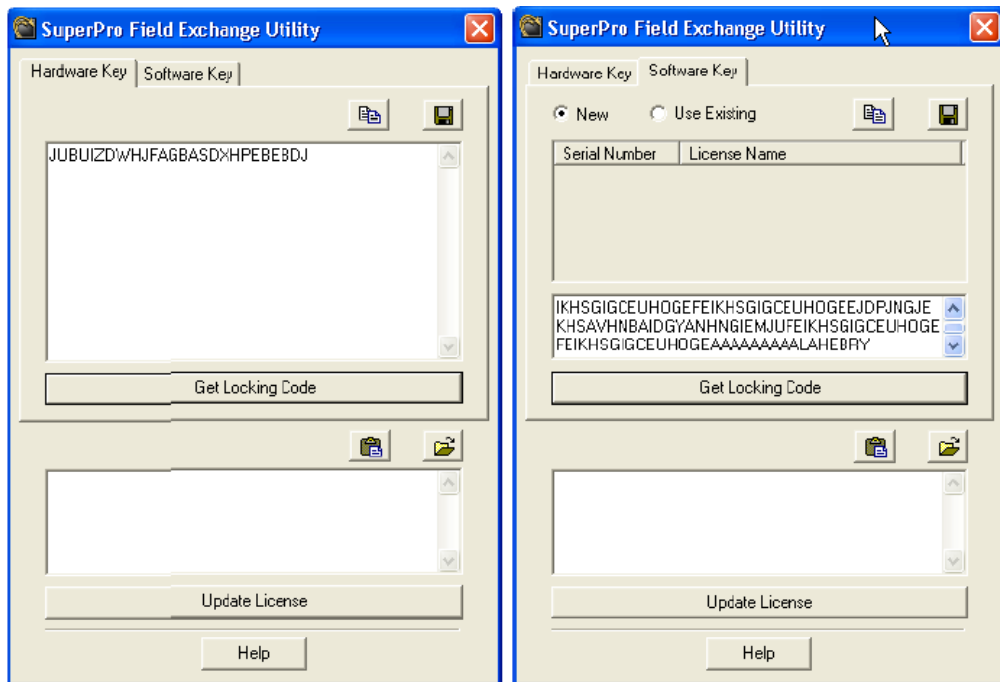 SuperPro Field Exchange Utility
Hardware Key
Software Key
JUBUIZDWHJFAGBASDXHPEBEBDJ
Get Locking Code
Update License
Help
SuperPro Field Exchange Utility
Hardware Key
Software Key
New
Use Existing
Serial Number
License Name
IKHSGIGCEUHOGEFEIKHSGIGCEUHOGEEJDPJNGJE
KHSAVHNBAIDGYANHNGIEMJUFEIKHSGIGCEUHOGE
FEIKHSGIGCEUHOGEAAAAAAAAALAHEBRY
Get Locking Code
Update License
Help